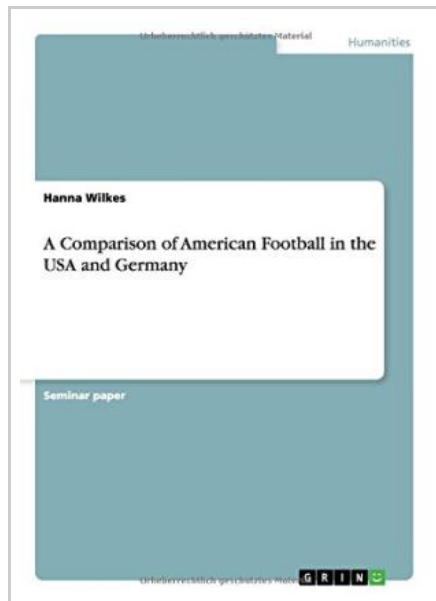 Urheberrechtlich geschütztes Material
Humanities
Hanna Wilkes
A Comparison of American Football in the
USA and Germany
Seminar paper
Urheberrechtlich geschütztes
GRIN